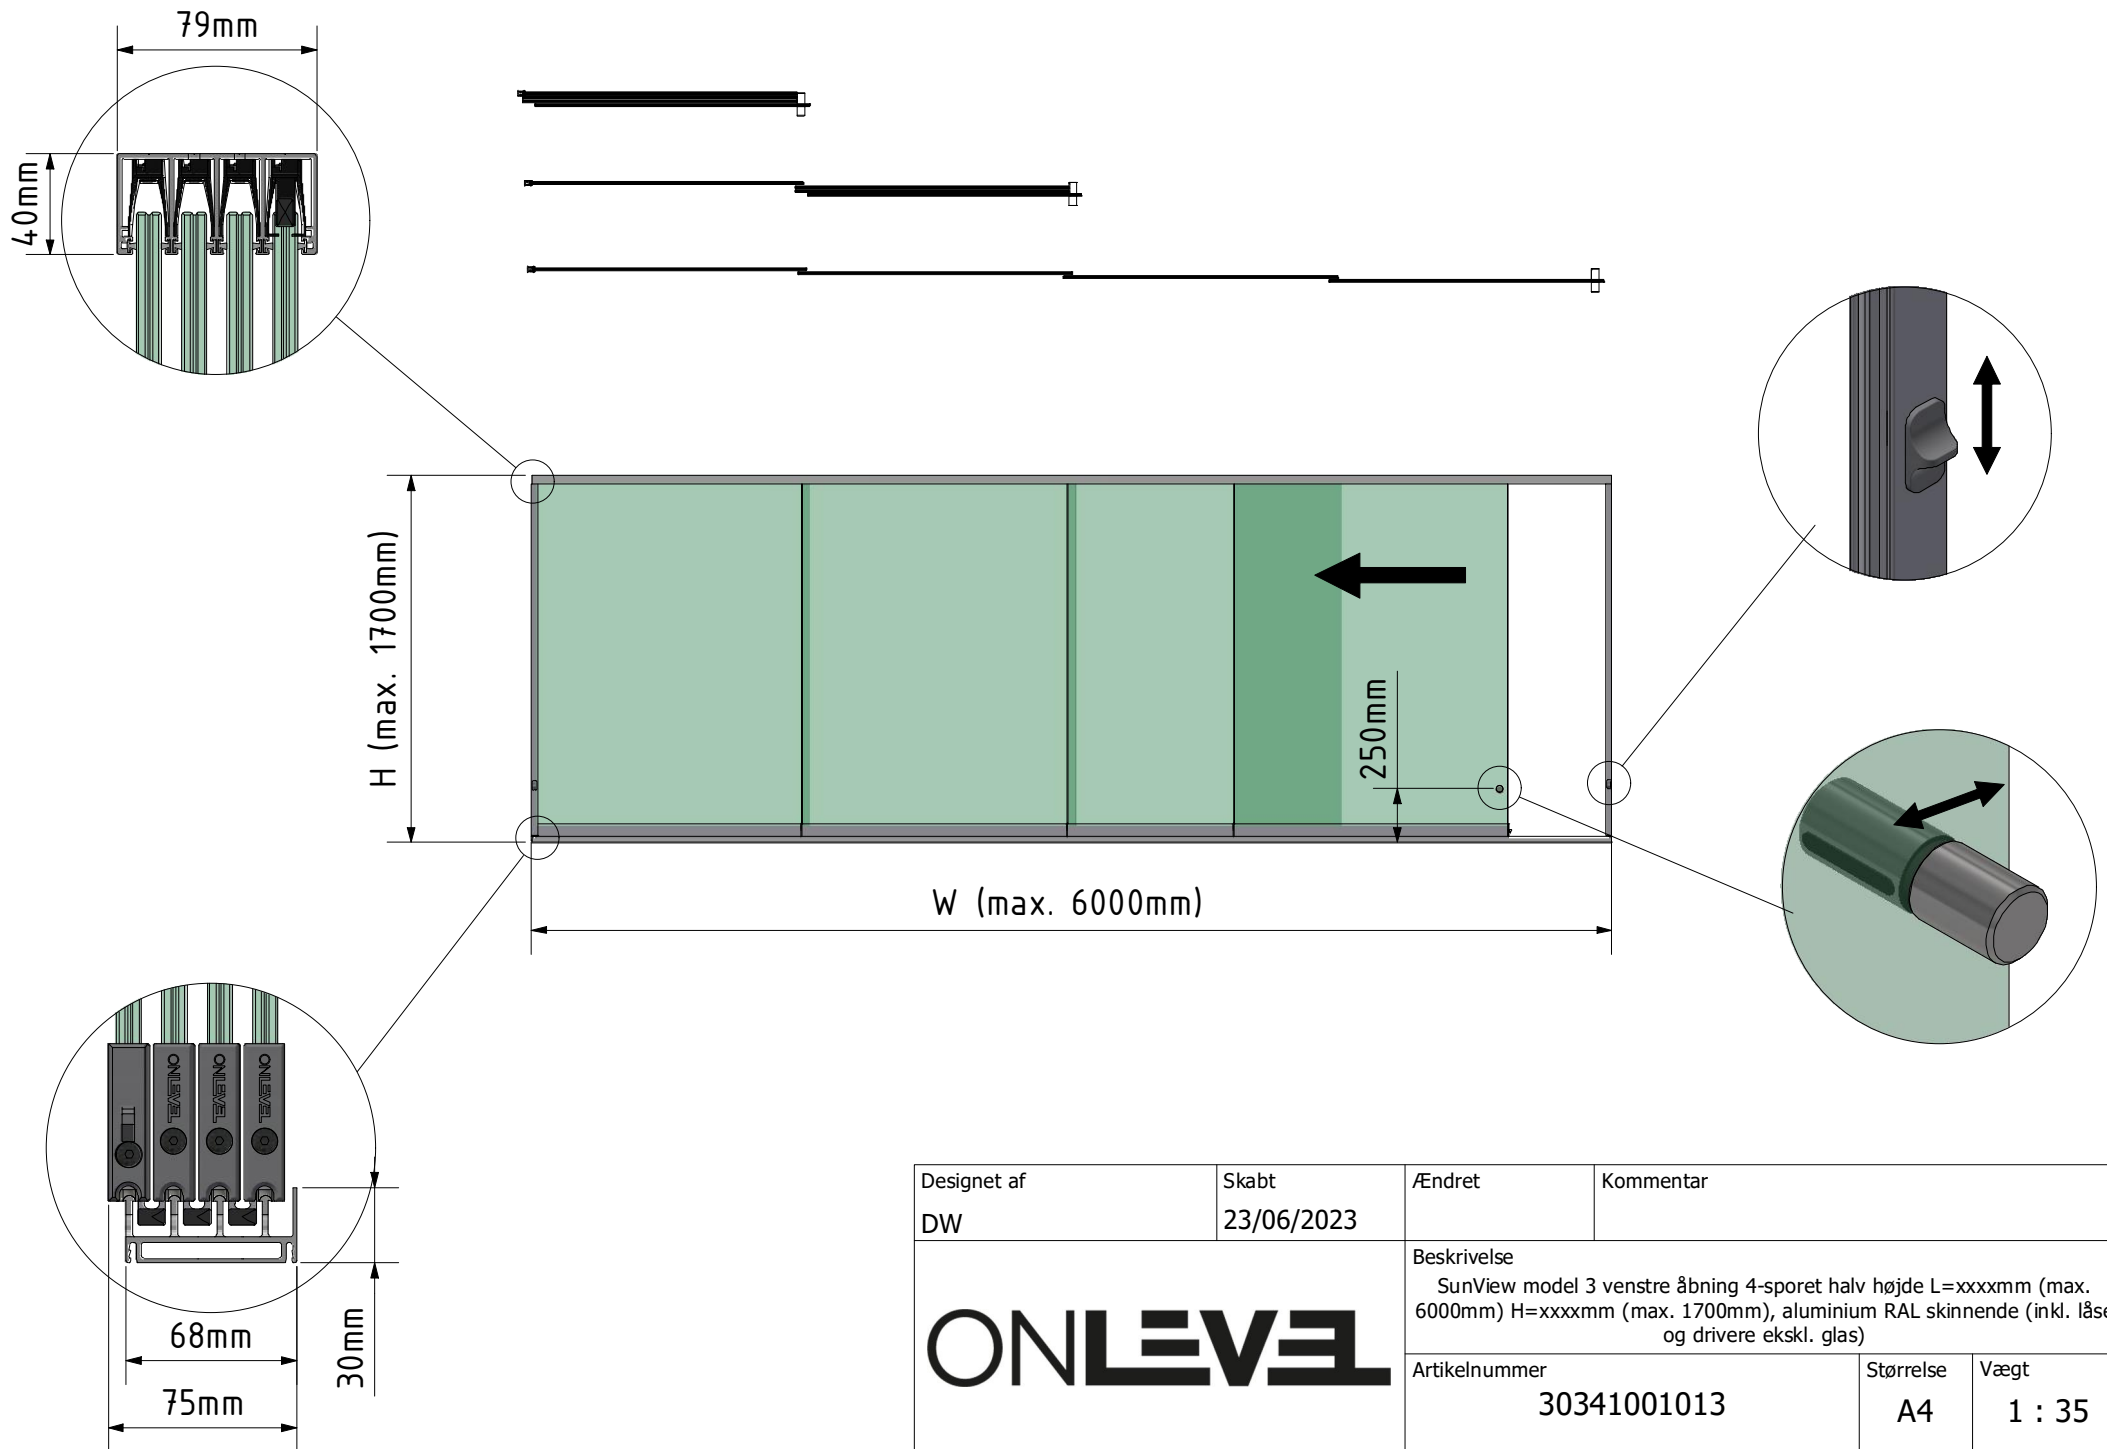 79mm
40mm
H (max. 1700mm)
250mm
W (max. 6000mm)
ONLEVEL
ONLEVEL
ONLEVEL
30mm
68mm
75mm
Designet af
DW
Skabt
23/06/2023
Ændret
Kommentar
ONLEVEL
Beskrivelse
SunView model 3 venstre åbning 4-sporet halv højde L=xxxxmm (max.
6000mm) H=xxxxmm (max. 1700mm), aluminium RAL skinnende (inkl. låse
og drivere ekskl. glas)
Artikelnummer
30341001013
Størrelse
A4
Vægt
1 : 35